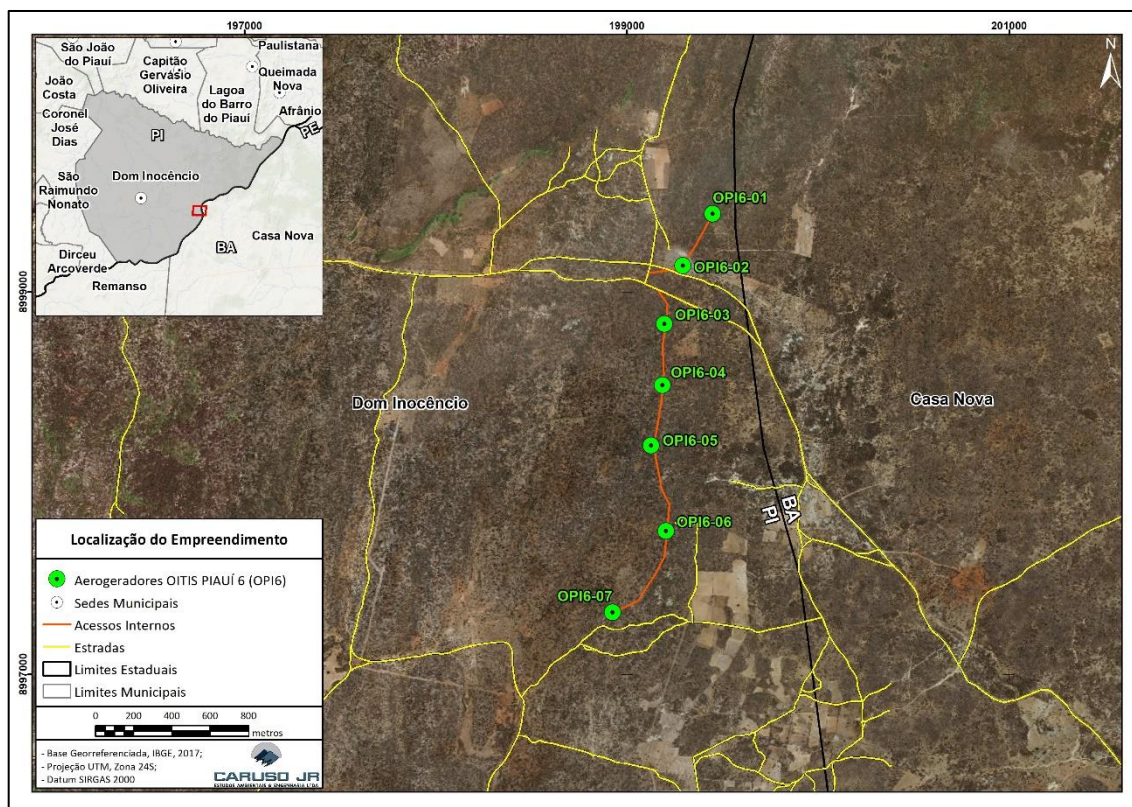 197000
199000
201000
N
São João
do Piauí
Capitão
Gervásio
Oliveira
Paulistana
Queimada
Nova
João
Costa
Lagoa
do Barro
do Piauí
Afrânio
Coronel
José
Dias
PI
PE
São
Raimundo
Nonato
Dom Inocêncio
BA
Casa Nova
Dirceu
Arcoverde
Remanso
8999000
8997000
OPI6-01
OPI6-02
OPI6-03
OPI6-04
OPI6-05
OPI6-06
OPI6-07
Dom Inocêncio
Casa Nova
BA
PI
Localização do Empreendimento
Aerogeradores OITIS PIAUÍ 6 (OPI6)
Sedes Municipais
Acessos Internos
Estradas
Limites Estaduais
Limites Municipais
0 200 400 600 800
metros
- Base Georreferenciada, IBGE, 2017;
- Projeção UTM, Zona 24S;
- Datum SIRGAS 2000
CARUSO JR
ESTUDOS AMBIENTAIS & ENGENHARIA LTDA